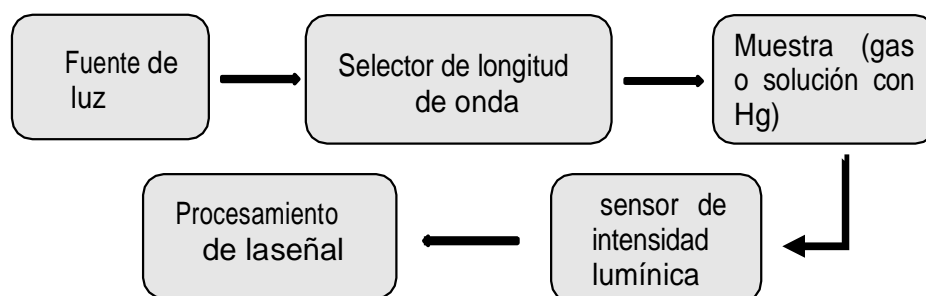 Fuente de
luz
Selector de longitud
de onda
Muestra (gas
o solución con
Hg)
sensor de
intensidad
lumínica
Procesamiento
de laseñal